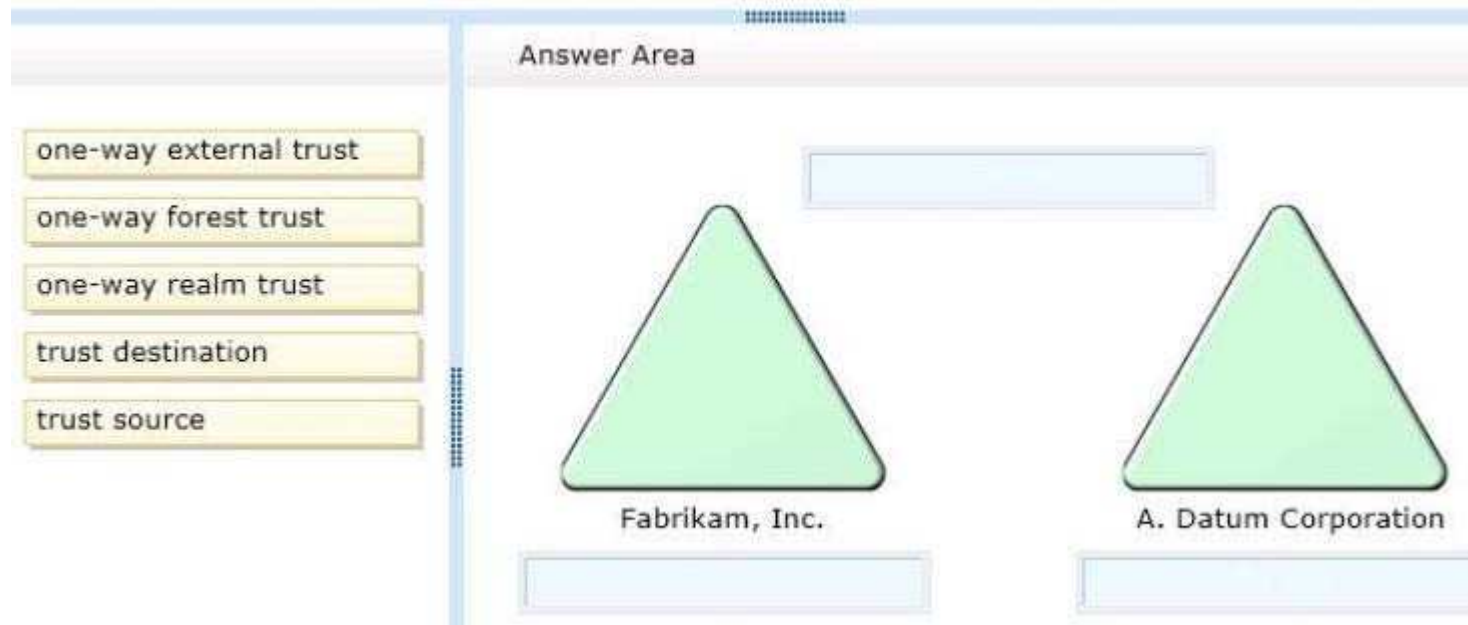 Answer Area
one-way external trust
one-way forest trust
one-way realm trust
trust destination
trust source
Fabrikam, Inc.
A. Datum Corporation